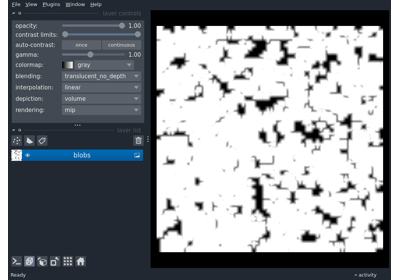 File View Plugins Window Help
layer controls
opacity: 1.00
contrast limits:
auto-contrast: once continuous
gamma: 1.00
colormap: gray
blending: translucent_no_depth
interpolation: linear
depiction: volume
rendering: mip
layer list
blobs
Ready activity